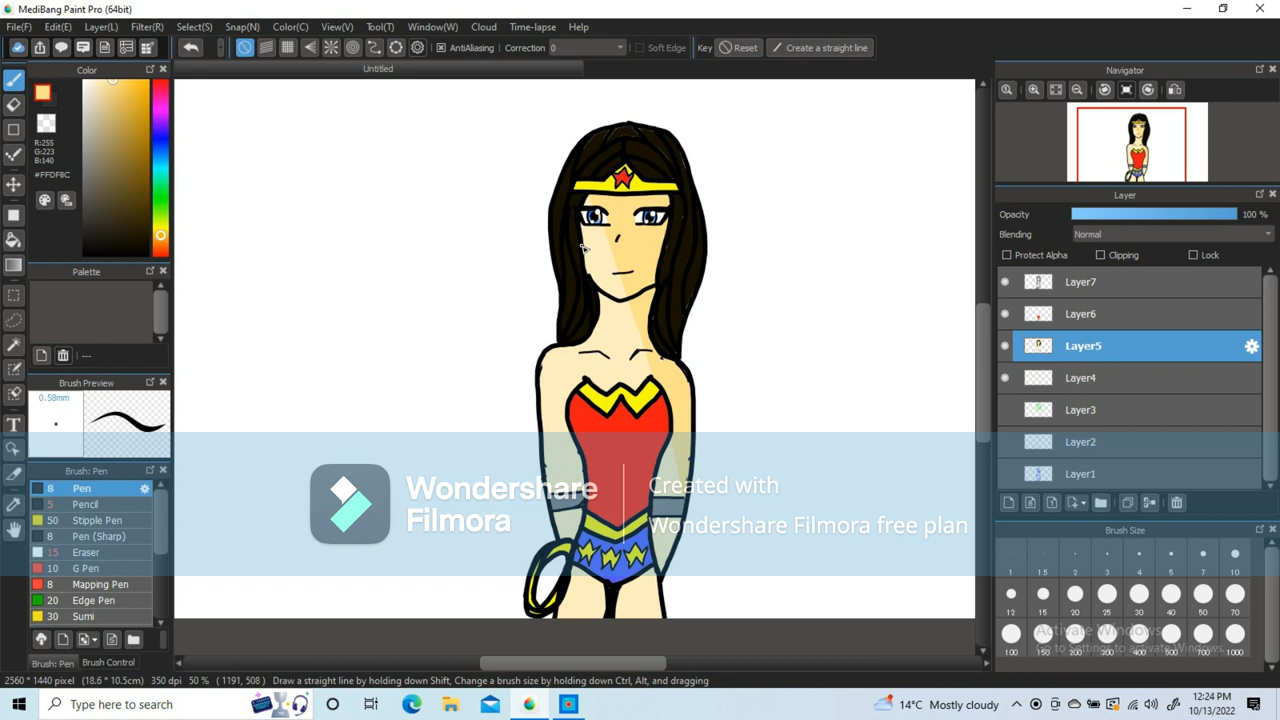 MediBang Paint Pro (64bit)
File(F) Edit(E) Layer(L) Filter(R) Select(S) Snap(N) Color(C) View(V) Tool(T) Window(W) Cloud Time-lapse Help
AntiAliasing Correction 0 Soft Edge Key Reset Create a straight line
Color
Untitled
Navigator
R:255
G:223
B:140
#FFDF8C
Layer
Opacity 100 %
Blending Normal
Protect Alpha Clipping Lock
Palette
Layer7
Layer6
Layer5
---
Layer4
Brush Preview
0.58mm
Layer3
Layer2
Brush: Pen
Layer1
8 Pen
5 Pencil
50 Stipple Pen
8 Pen (Sharp)
15 Eraser
10 G Pen
8 Mapping Pen
20 Edge Pen
30 Sumi
Wondershare
Filmora
Created with
Wondershare Filmora free plan
Brush Size
1 1.5 2 3 4 5 7 10
12 15 20 25 30 40 50 70
100 150 200 300 400 500 700 1000
Activate Windows
Go to Settings to activate Windows.
Brush: Pen Brush Control
2560 * 1440 pixel (18.6 * 10.5cm) 350 dpi 50 % ( 1191, 508 ) Draw a straight line by holding down Shift, Change a brush size by holding down Ctrl, Alt, and dragging
Type here to search
14°C Mostly cloudy
12:24 PM
10/13/2022